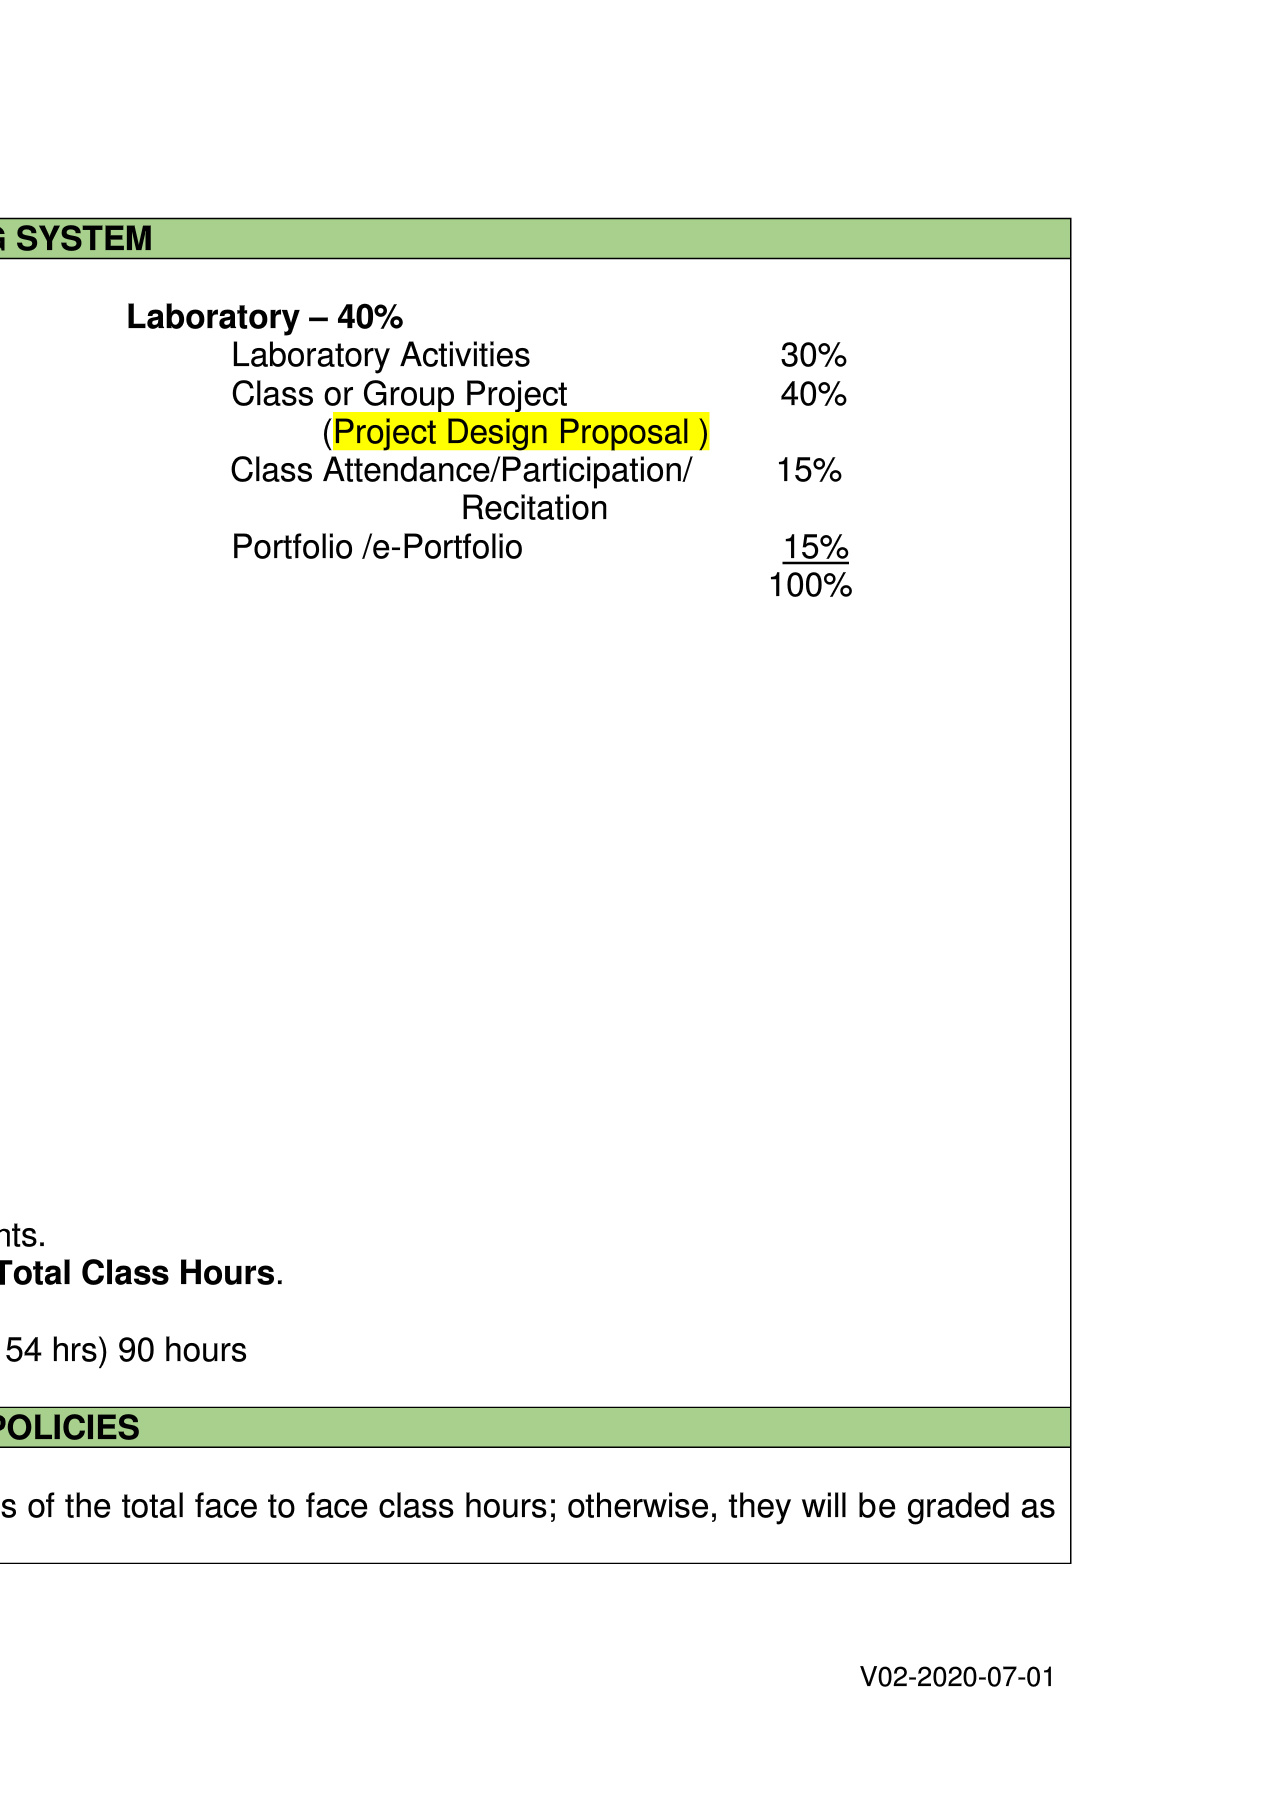 G SYSTEM
Laboratory – 40%
Laboratory Activities 30%
Class or Group Project 40%
(Project Design Proposal )
Class Attendance/Participation/ 15%
Recitation
Portfolio /e-Portfolio 15%
100%
nts.
Total Class Hours.
54 hrs) 90 hours
POLICIES
s of the total face to face class hours; otherwise, they will be graded as
V02-2020-07-01